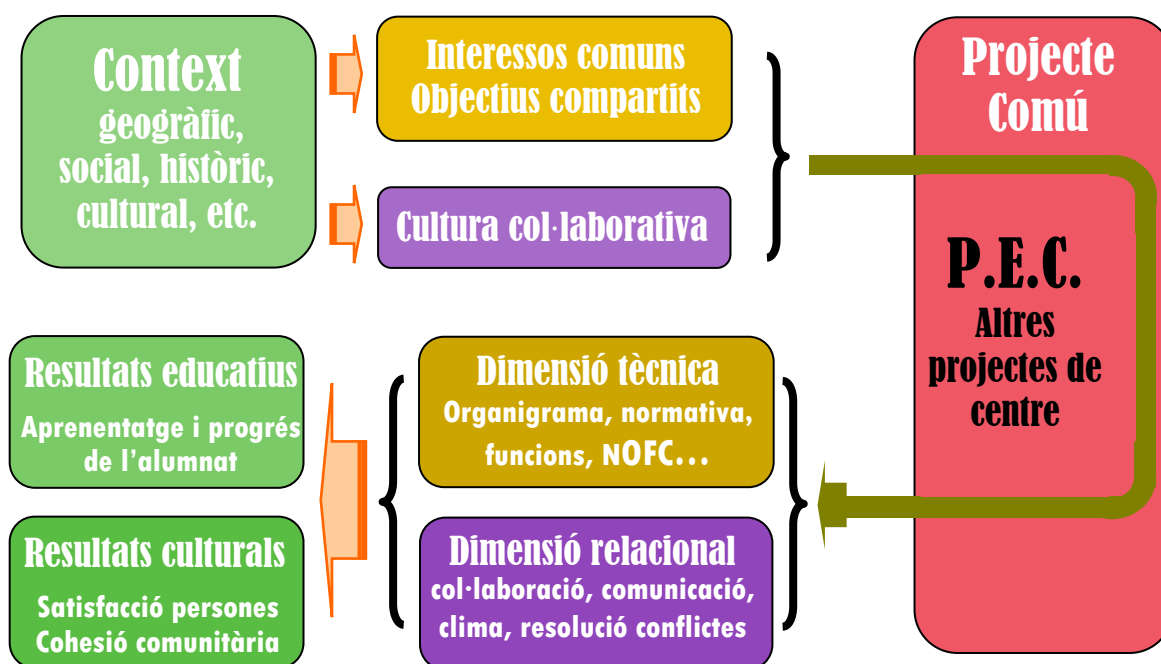 Context
geogràfic,
social, històric,
cultural, etc.
Interessos comuns
Objectius compartits
Cultura col·laborativa
Projecte
Comú
P.E.C.
Altres
projectes de
centre
Dimensió tècnica
Organigrama, normativa,
funcions, NOFC...
Dimensió relacional
col·laboració, comunicació,
clima, resolució conflictes
Resultats educatius
Aprenentatge i progrés
de l'alumnat
Resultats culturals
Satisfacció persones
Cohesió comunitària